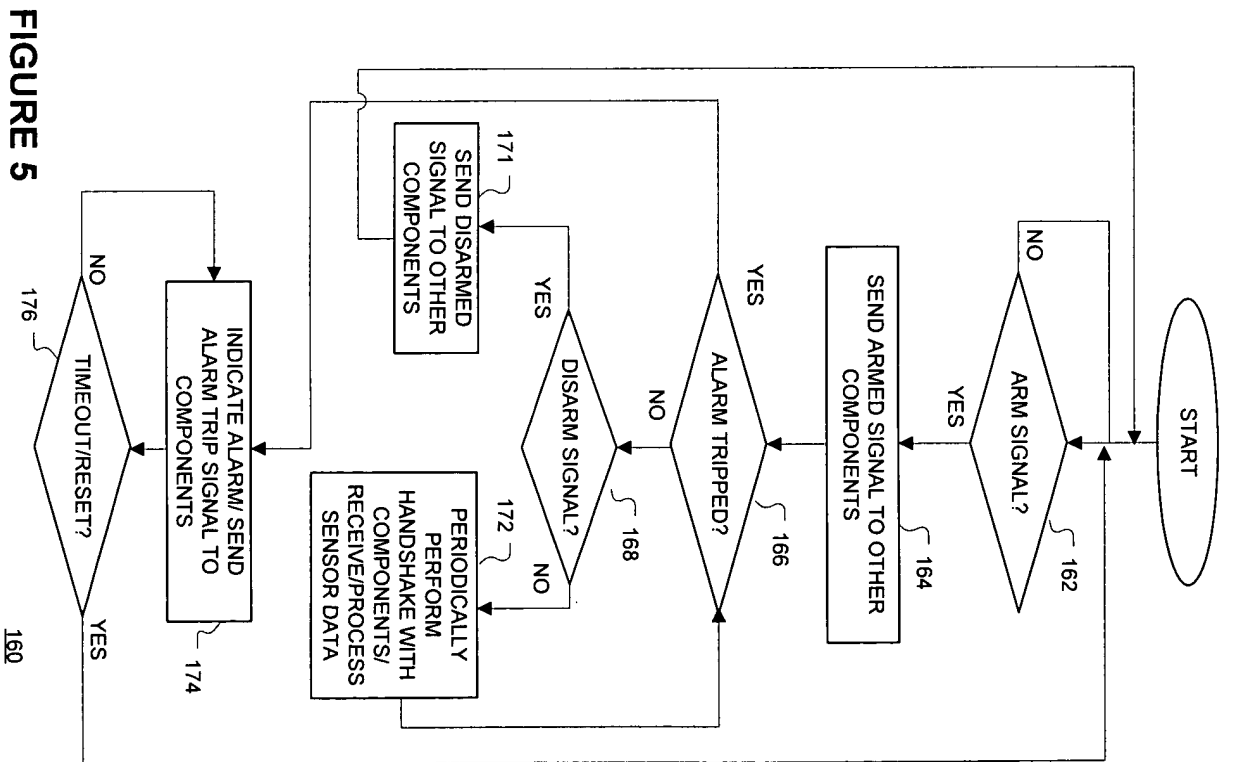 START
NO
ARM SIGNAL?
162
YES
SEND ARMED SIGNAL TO OTHER
COMPONENTS
164
YES
ALARM TRIPPED?
166
NO
DISARM SIGNAL?
168
YES
NO
171
SEND DISARMED
SIGNAL TO OTHER
COMPONENTS
172
PERIODICALLY
PERFORM
HANDSHAKE WITH
COMPONENTS/
RECEIVE/PROCESS
SENSOR DATA
INDICATE ALARM/ SEND
ALARM TRIP SIGNAL TO
COMPONENTS
174
NO
TIMEOUT/RESET?
YES
176
160
FIGURE 5